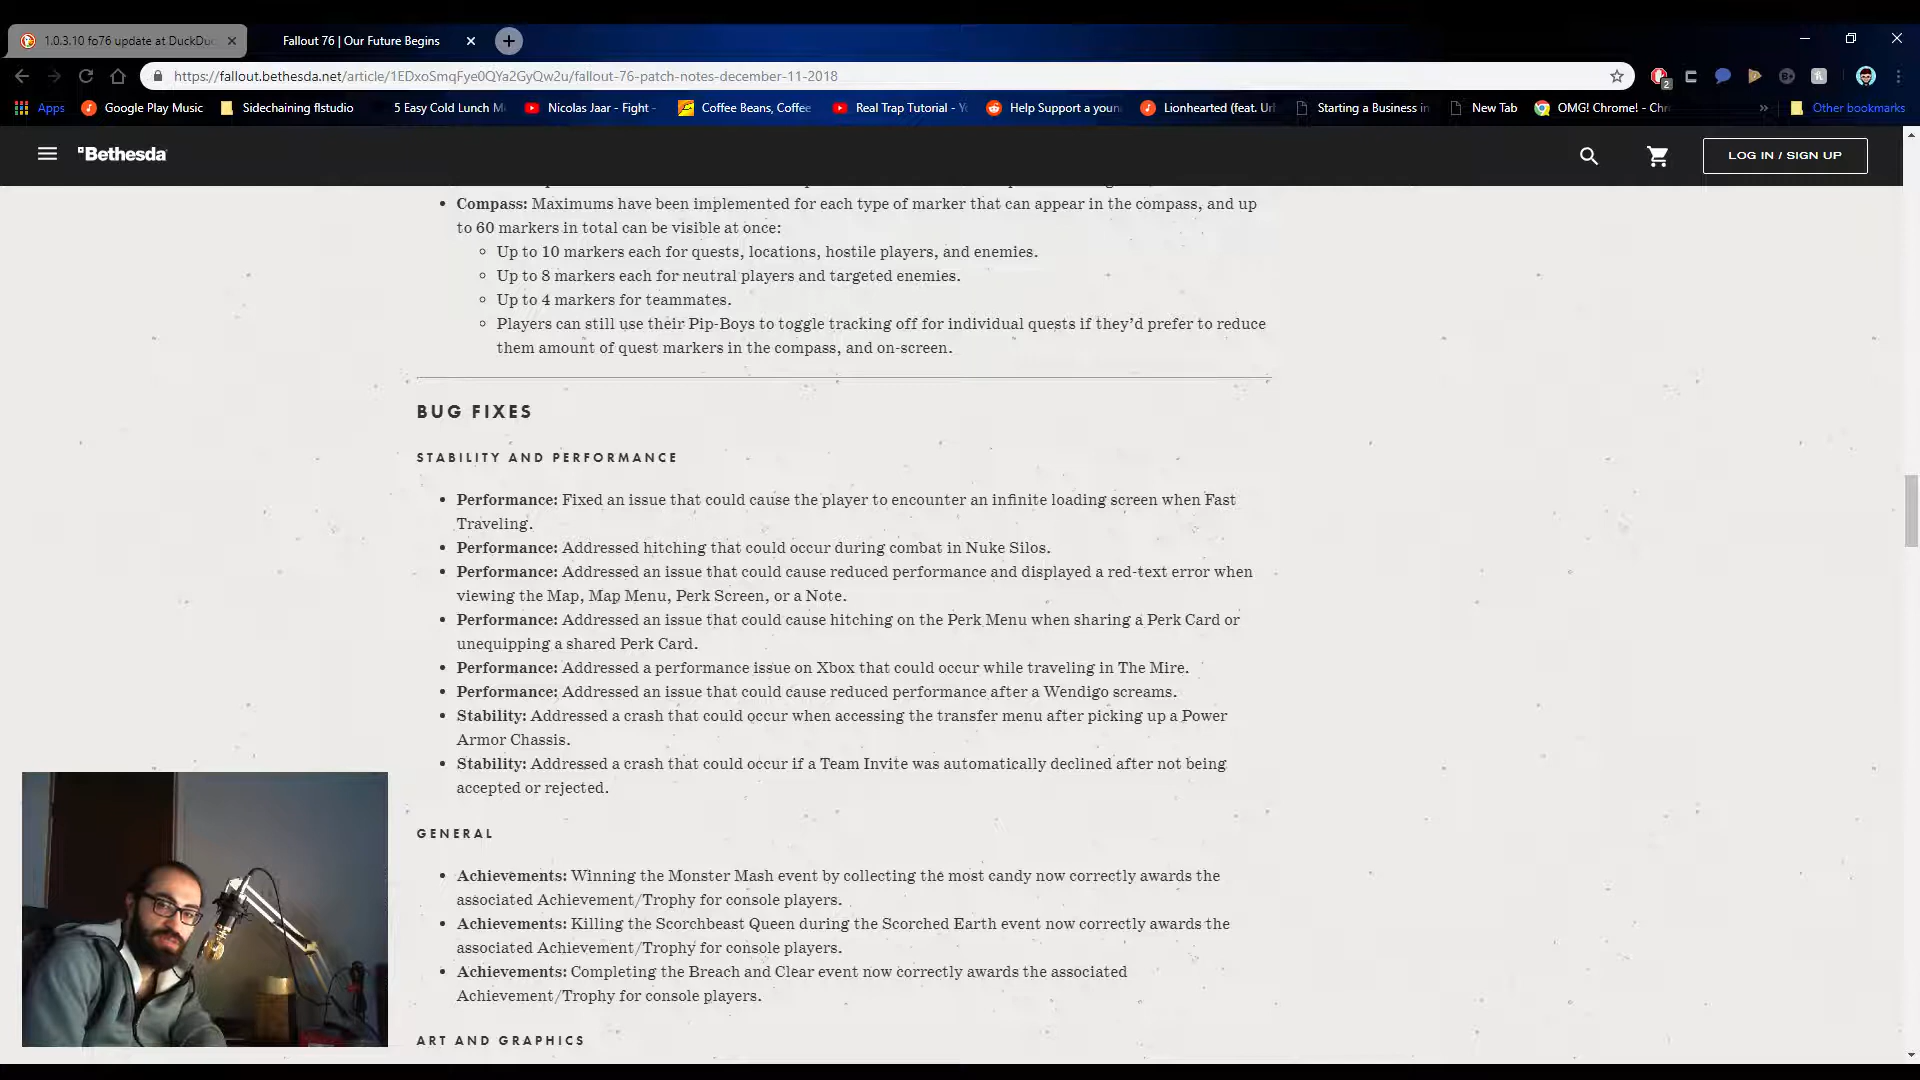 1.0.3.10 fo76 update at DuckDuc
Fallout 76 | Our Future Begins
https://fallout.bethesda.net/article/1EDxoSmqFye0QYa2GyQw2u/fallout-76-patch-notes-december-11-2018
2
Apps Google Play Music Sidechaining flstudio 5 Easy Cold Lunch M Nicolas Jaar - Fight - Coffee Beans, Coffee Real Trap Tutorial - Y Help Support a youn Lionhearted (feat. Ur Starting a Business in New Tab OMG! Chrome! - Chr » Other bookmarks
Bethesda
LOG IN / SIGN UP
Compass: Maximums have been implemented for each type of marker that can appear in the compass, and up
to 60 markers in total can be visible at once:
Up to 10 markers each for quests, locations, hostile players, and enemies.
Up to 8 markers each for neutral players and targeted enemies.
Up to 4 markers for teammates.
Players can still use their Pip-Boys to toggle tracking off for individual quests if they’d prefer to reduce
them amount of quest markers in the compass, and on-screen.
BUG FIXES
STABILITY AND PERFORMANCE
Performance: Fixed an issue that could cause the player to encounter an infinite loading screen when Fast
Traveling.
Performance: Addressed hitching that could occur during combat in Nuke Silos.
Performance: Addressed an issue that could cause reduced performance and displayed a red-text error when
viewing the Map, Map Menu, Perk Screen, or a Note.
Performance: Addressed an issue that could cause hitching on the Perk Menu when sharing a Perk Card or
unequipping a shared Perk Card.
Performance: Addressed a performance issue on Xbox that could occur while traveling in The Mire.
Performance: Addressed an issue that could cause reduced performance after a Wendigo screams.
Stability: Addressed a crash that could occur when accessing the transfer menu after picking up a Power
Armor Chassis.
Stability: Addressed a crash that could occur if a Team Invite was automatically declined after not being
accepted or rejected.
GENERAL
Achievements: Winning the Monster Mash event by collecting the most candy now correctly awards the
associated Achievement/Trophy for console players.
Achievements: Killing the Scorchbeast Queen during the Scorched Earth event now correctly awards the
associated Achievement/Trophy for console players.
Achievements: Completing the Breach and Clear event now correctly awards the associated
Achievement/Trophy for console players.
ART AND GRAPHICS